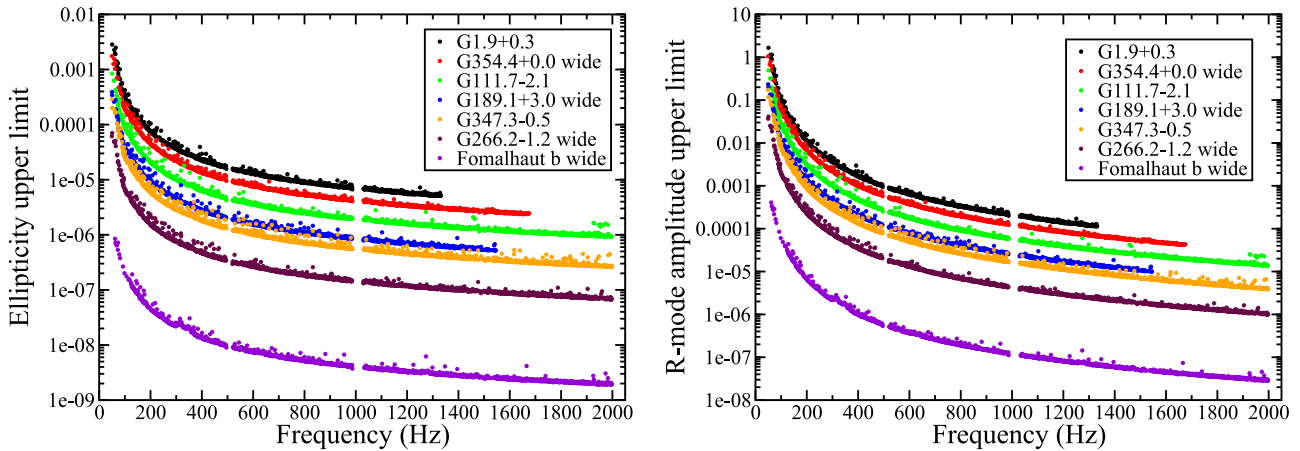 Ellipticity upper limit
0.01
0.001
0.0001
1e-05
1e-06
1e-07
1e-08
1e-09
G1.9+0.3
G354.4+0.0 wide
G111.7-2.1
G189.1+3.0 wide
G347.3-0.5
G266.2-1.2 wide
Fomalhaut b wide
0 200 400 600 800 1000 1200 1400 1600 1800 2000
Frequency (Hz)
R-mode amplitude upper limit
10
1
0.1
0.01
0.001
0.0001
1e-05
1e-06
1e-07
1e-08
G1.9+0.3
G354.4+0.0 wide
G111.7-2.1
G189.1+3.0 wide
G347.3-0.5
G266.2-1.2 wide
Fomalhaut b wide
0 200 400 600 800 1000 1200 1400 1600 1800 2000
Frequency (Hz)